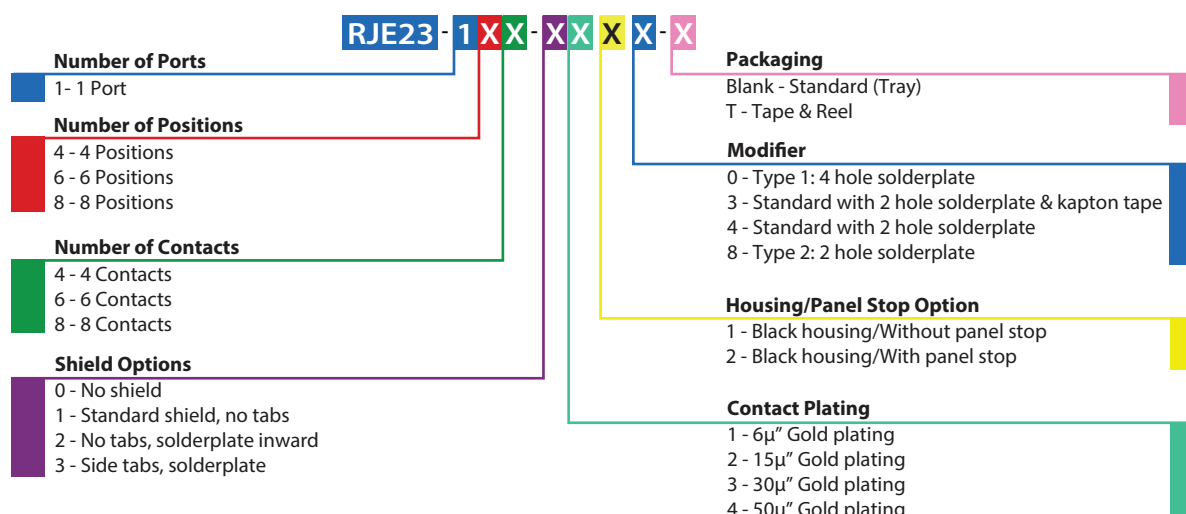 RJE23 - 1 X X - X X X X - X
Number of Ports
1- 1 Port
Number of Positions
4 - 4 Positions
6 - 6 Positions
8 - 8 Positions
Number of Contacts
4 - 4 Contacts
6 - 6 Contacts
8 - 8 Contacts
Shield Options
0 - No shield
1 - Standard shield, no tabs
2 - No tabs, solderplate inward
3 - Side tabs, solderplate
Packaging
Blank - Standard (Tray)
T - Tape & Reel
Modifier
0 - Type 1: 4 hole solderplate
3 - Standard with 2 hole solderplate & kapton tape
4 - Standard with 2 hole solderplate
8 - Type 2: 2 hole solderplate
Housing/Panel Stop Option
1 - Black housing/Without panel stop
2 - Black housing/With panel stop
Contact Plating
1 - 6µ” Gold plating
2 - 15µ” Gold plating
3 - 30µ” Gold plating
4 - 50µ” Gold plating